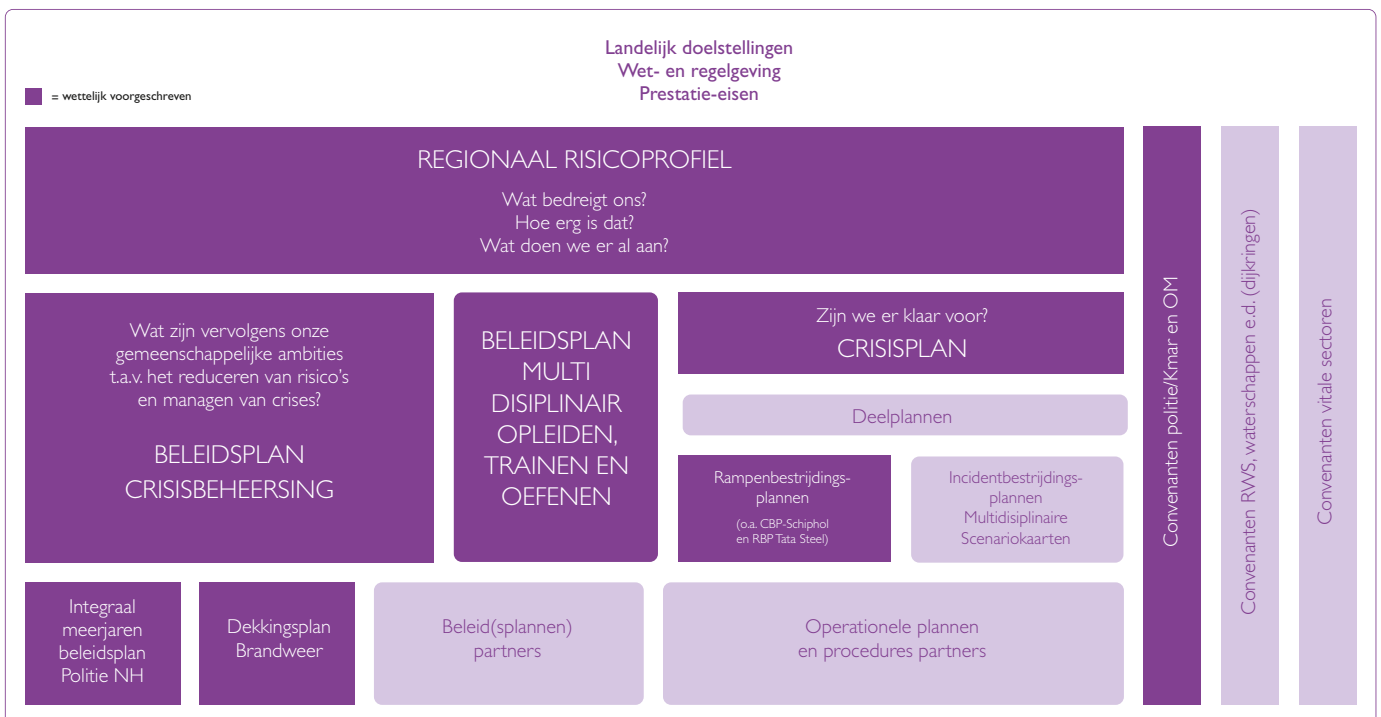 Landelijk doelstellingen
Wet- en regelgeving
Prestatie-eisen
= wettelijk voorgeschreven
REGIONAAL RISICOPROFIEL
Wat bedreigt ons?
Hoe erg is dat?
Wat doen we er al aan?
Wat zijn vervolgens onze
gemeenschappelijke ambities
t.a.v. het reduceren van risico's
en managen van crises?
BELEIDSPLAN
CRISISBEHEERSING
BELEIDSPLAN
MULTI
DISIPLINAIR
OPLEIDEN,
TRAINEN EN
OEFENEN
Zijn we er klaar voor?
CRISISPLAN
Deelplannen
Rampenbestrijdings-
plannen
(o.a. CBP-Schiphol
en RBP Tata Steel)
Incidentbestrijdings-
plannen
Multidisiplinaire
Scenariokaarten
Integraal
meerjaren
beleidsplan
Politie NH
Dekkingsplan
Brandweer
Beleid(splannen)
partners
Operationele plannen
en procedures partners
Convenanten politie/Kmar en OM
Convenanten RWS, waterschappen e.d. (dijkringen)
Convenanten vitale sectoren